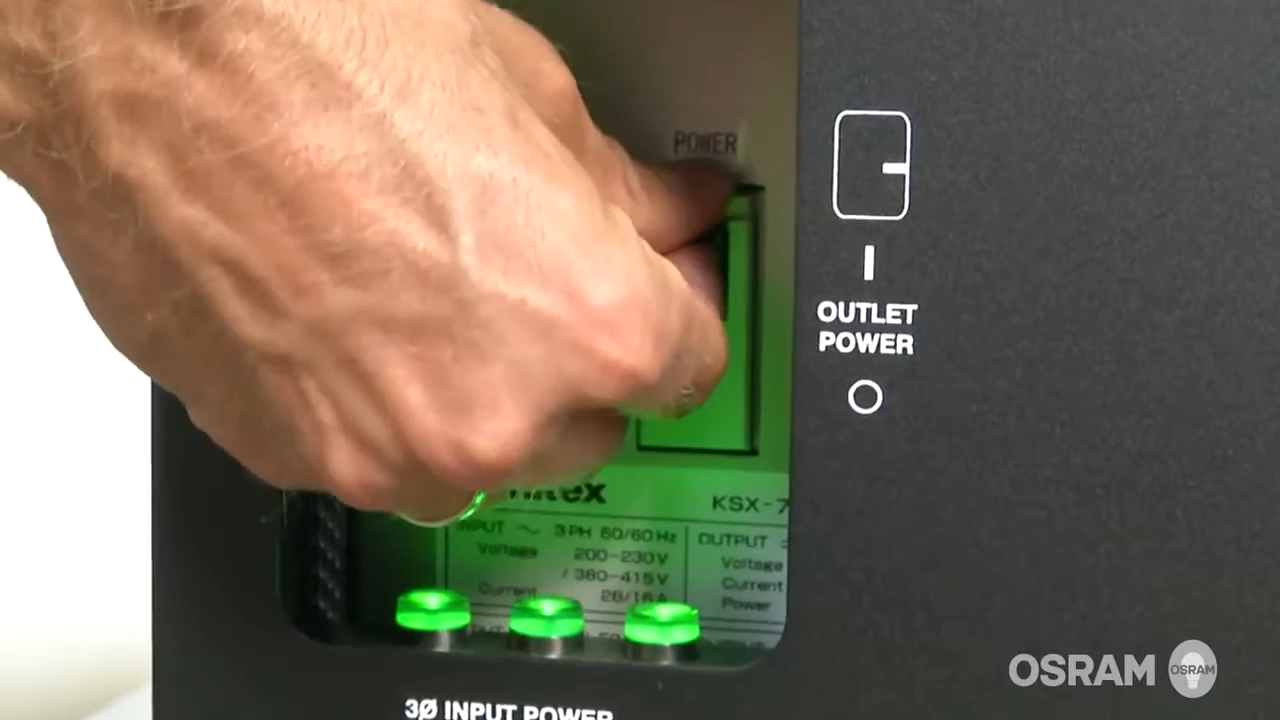 POWER
OUTLET
POWER
KSX-7
INPUT ~ 3PH 50/60Hz
Voltage 200-230V
/ 380-415V
Current 28/16A
OUTPUT
Voltage
Current
Power
3Ø INPUT POWER
OSRAM
OSRAM